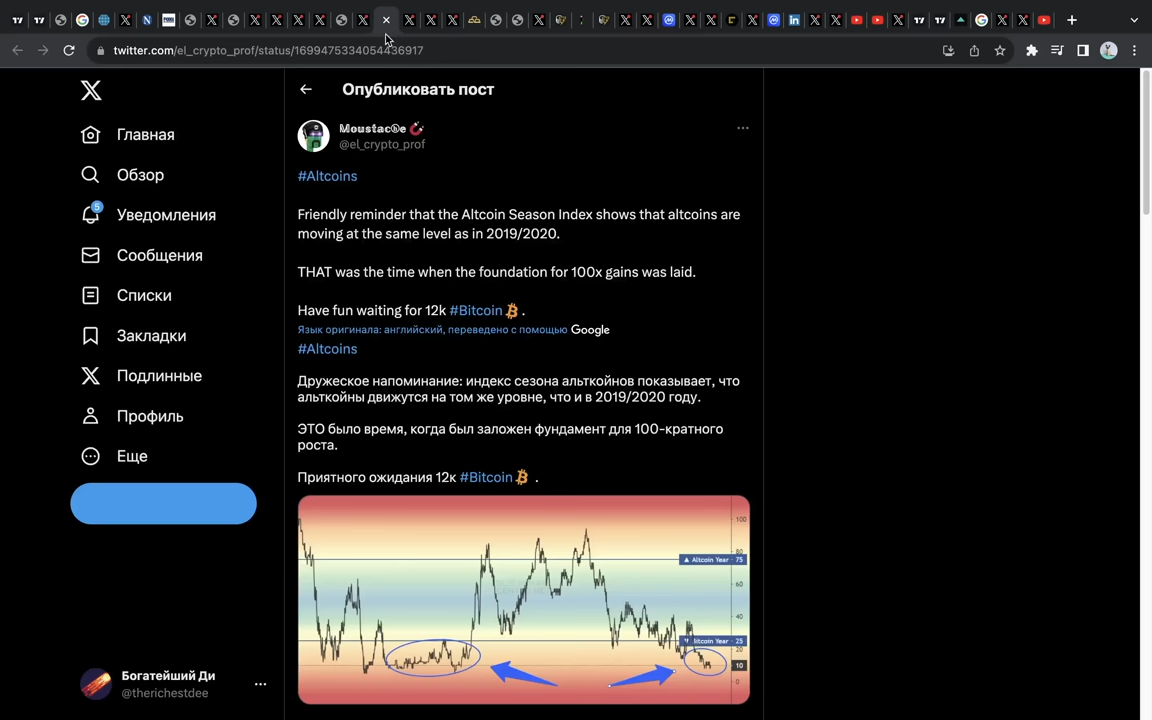 twitter.com/el_crypto_prof/status/1699475334054436917
Опубликовать пост
Главная
Обзор
5
Уведомления
Сообщения
Списки
Закладки
Подлинные
Профиль
Еще
Богатейший Ди
@therichestdee
𝕄𝕠𝕦𝕤𝕥𝕒𝕔ⓗ𝕖
@el_crypto_prof
#Altcoins
Friendly reminder that the Altcoin Season Index shows that altcoins are
moving at the same level as in 2019/2020.
THAT was the time when the foundation for 100x gains was laid.
Have fun waiting for 12k #Bitcoin .
Язык оригинала: английский, переведено с помощью Google
#Altcoins
Дружеское напоминание: индекс сезона альткойнов показывает, что
альткойны движутся на том же уровне, что и в 2019/2020 году.
ЭТО было время, когда был заложен фундамент для 100-кратного
роста.
Приятного ожидания 12к #Bitcoin .
100
80
Altcoin Year · 75
60
40
Altcoin Year · 25
20
10
0